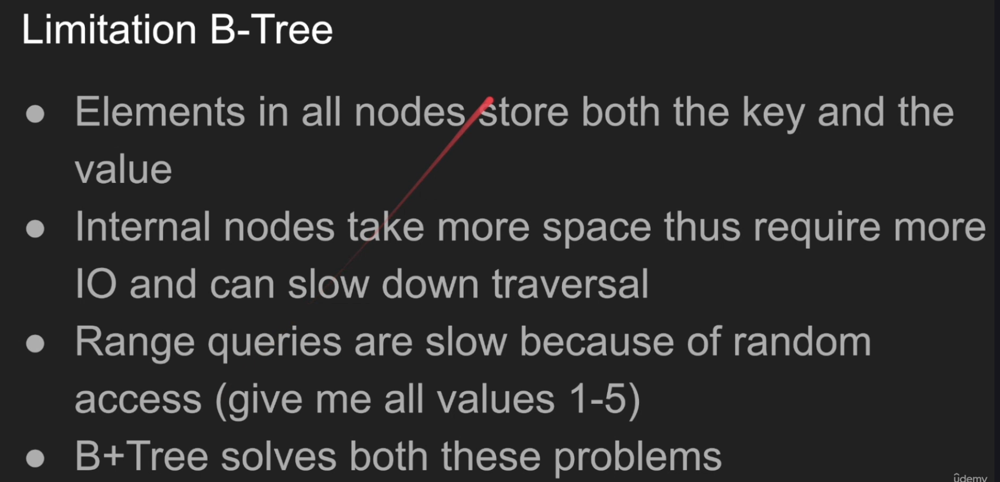 Limitation B-Tree
● Elements in all nodes store both the key and the
value
● Internal nodes take more space thus require more
IO and can slow down traversal
● Range queries are slow because of random
access (give me all values 1-5)
● B+Tree solves both these problems
ûdemy